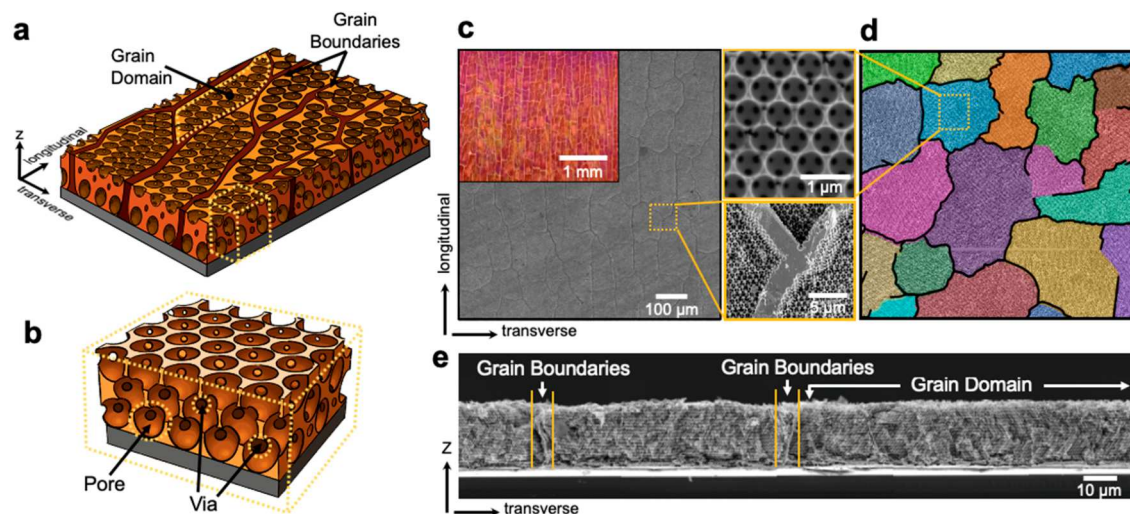 a
Grain
Domain
Grain
Boundaries
z
longitudinal
transverse
b
Pore
Via
c
1 mm
100 µm
1 µm
5 µm
longitudinal
transverse
d
e
Grain Boundaries
Grain Boundaries
Grain Domain
z
transverse
10 µm